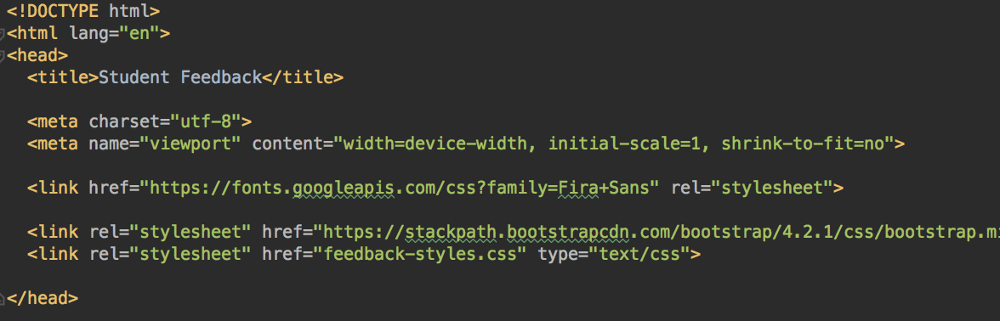 <!DOCTYPE html>
<html lang="en">
<head>
<title>Student Feedback</title>
<meta charset="utf-8">
<meta name="viewport" content="width=device-width, initial-scale=1, shrink-to-fit=no">
<link href="https://fonts.googleapis.com/css?family=Fira+Sans" rel="stylesheet">
<link rel="stylesheet" href="https://stackpath.bootstrapcdn.com/bootstrap/4.2.1/css/bootstrap.mi
<link rel="stylesheet" href="feedback-styles.css" type="text/css">
</head>